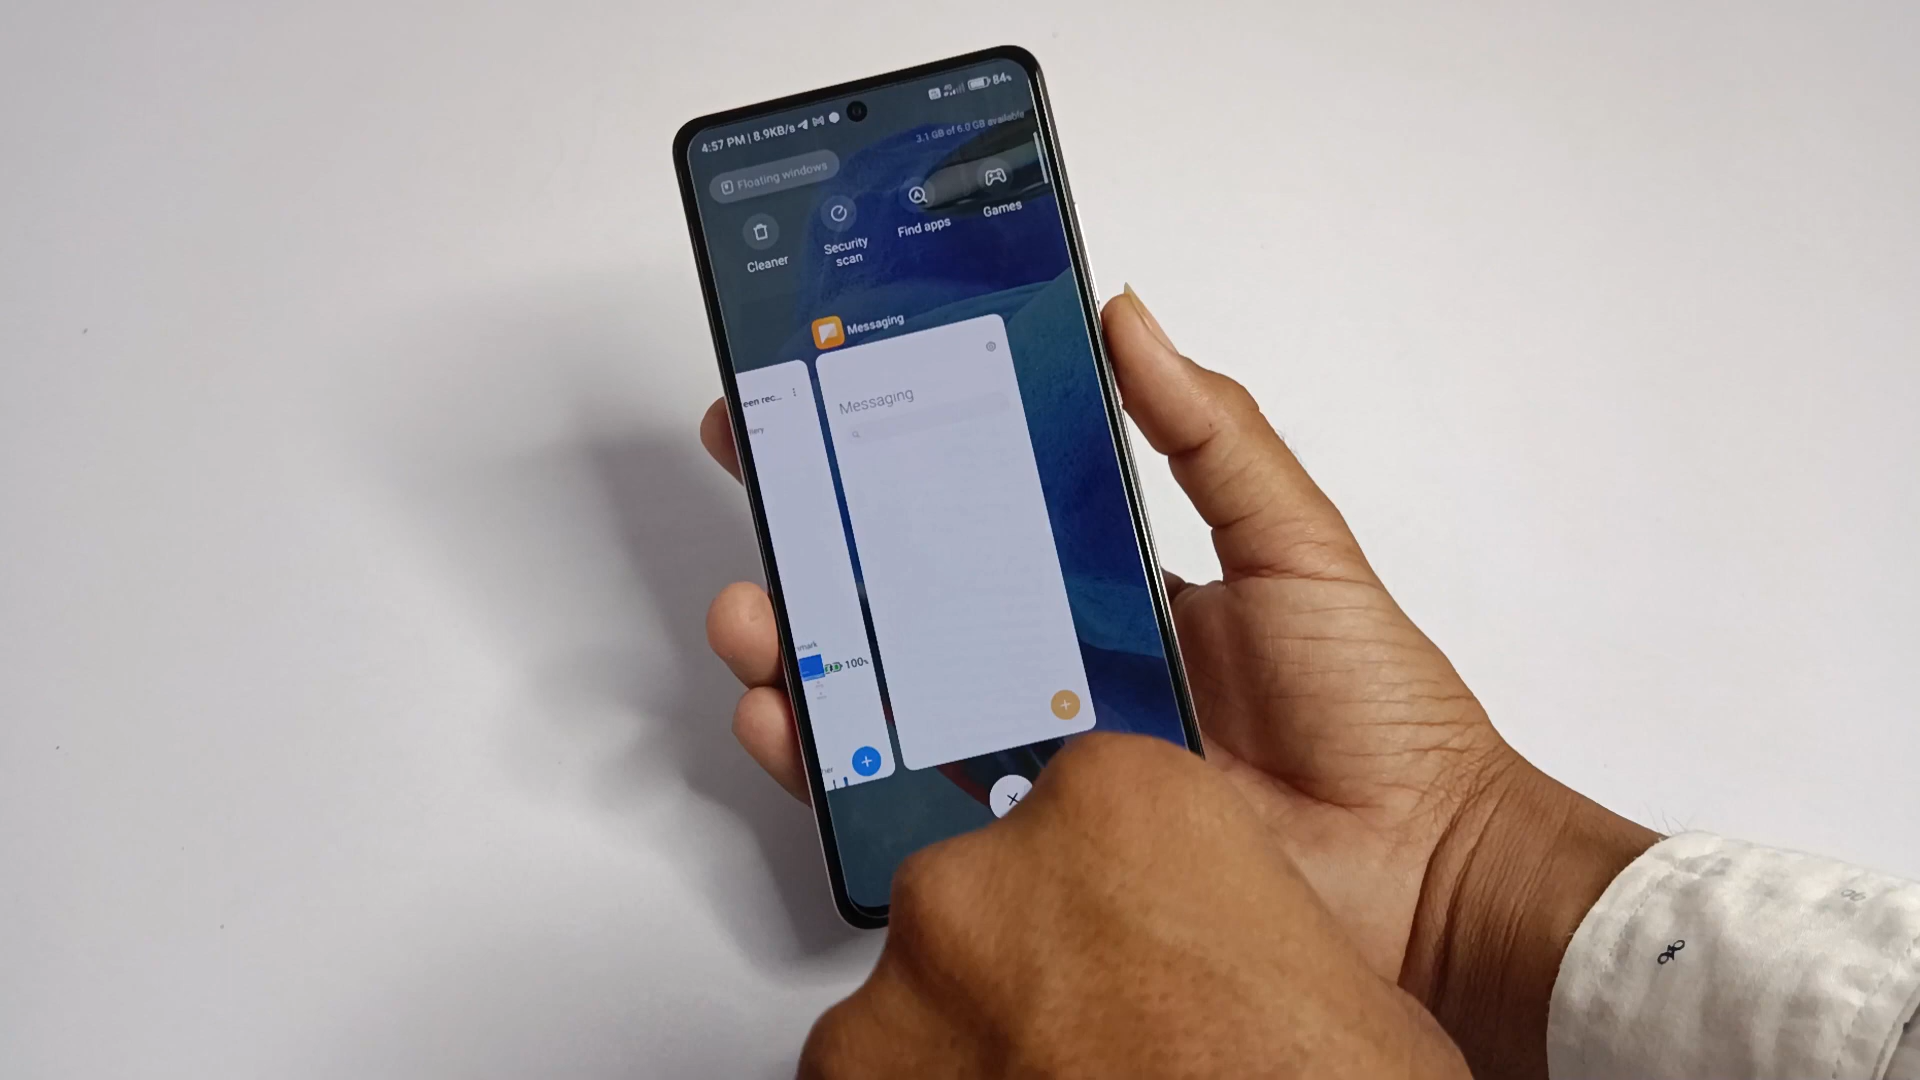 4:57 PM | 8.9KB/s
4G
84%
3.1 GB of 6.0 GB available
Floating windows
Cleaner
Security
scan
Find apps
Games
Messaging
een rec...
Messaging
100%